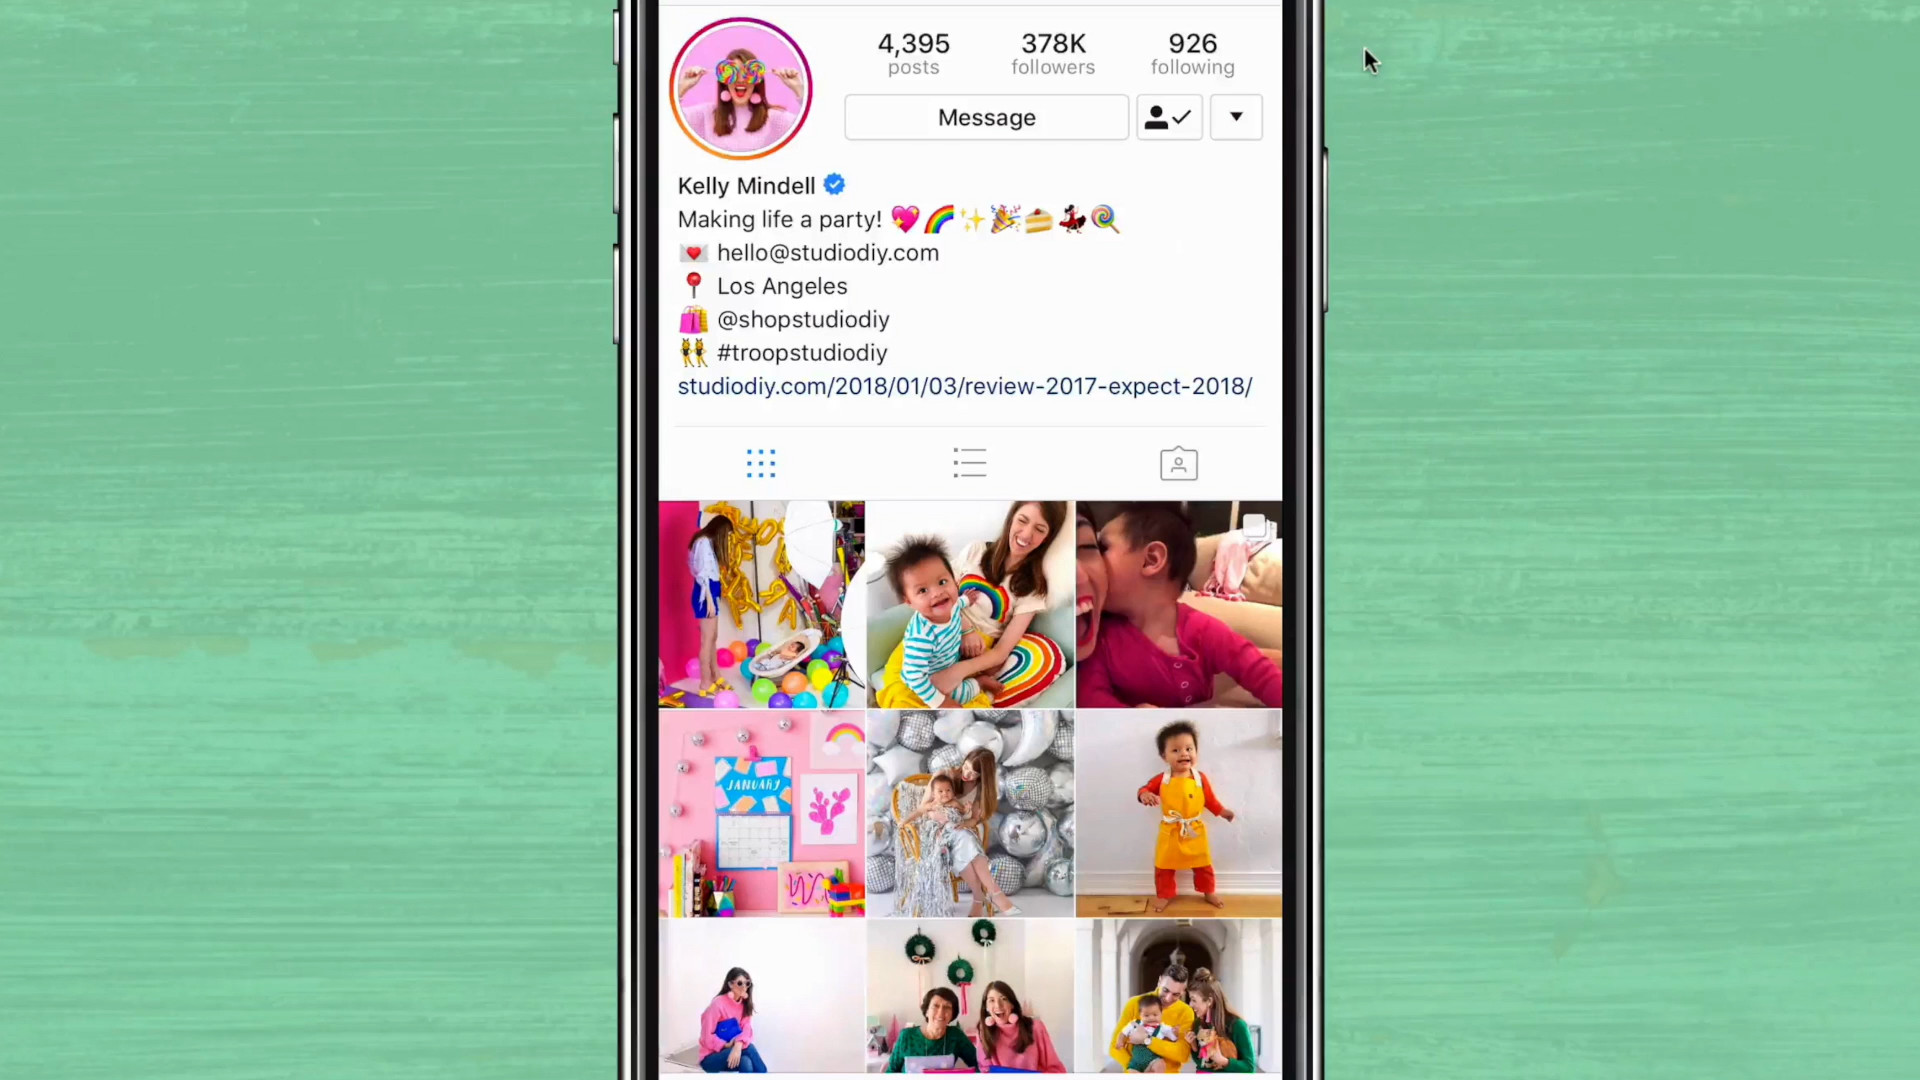 4,395 378K 926
posts followers following
Message
Kelly Mindell
Making life a party! 💖🌈✨🎉🍰💃🍭
💌 hello@studiodiy.com
📍 Los Angeles
🛍 @shopstudiodiy
👯 #troopstudiodiy
studiodiy.com/2018/01/03/review-2017-expect-2018/
JANUARY